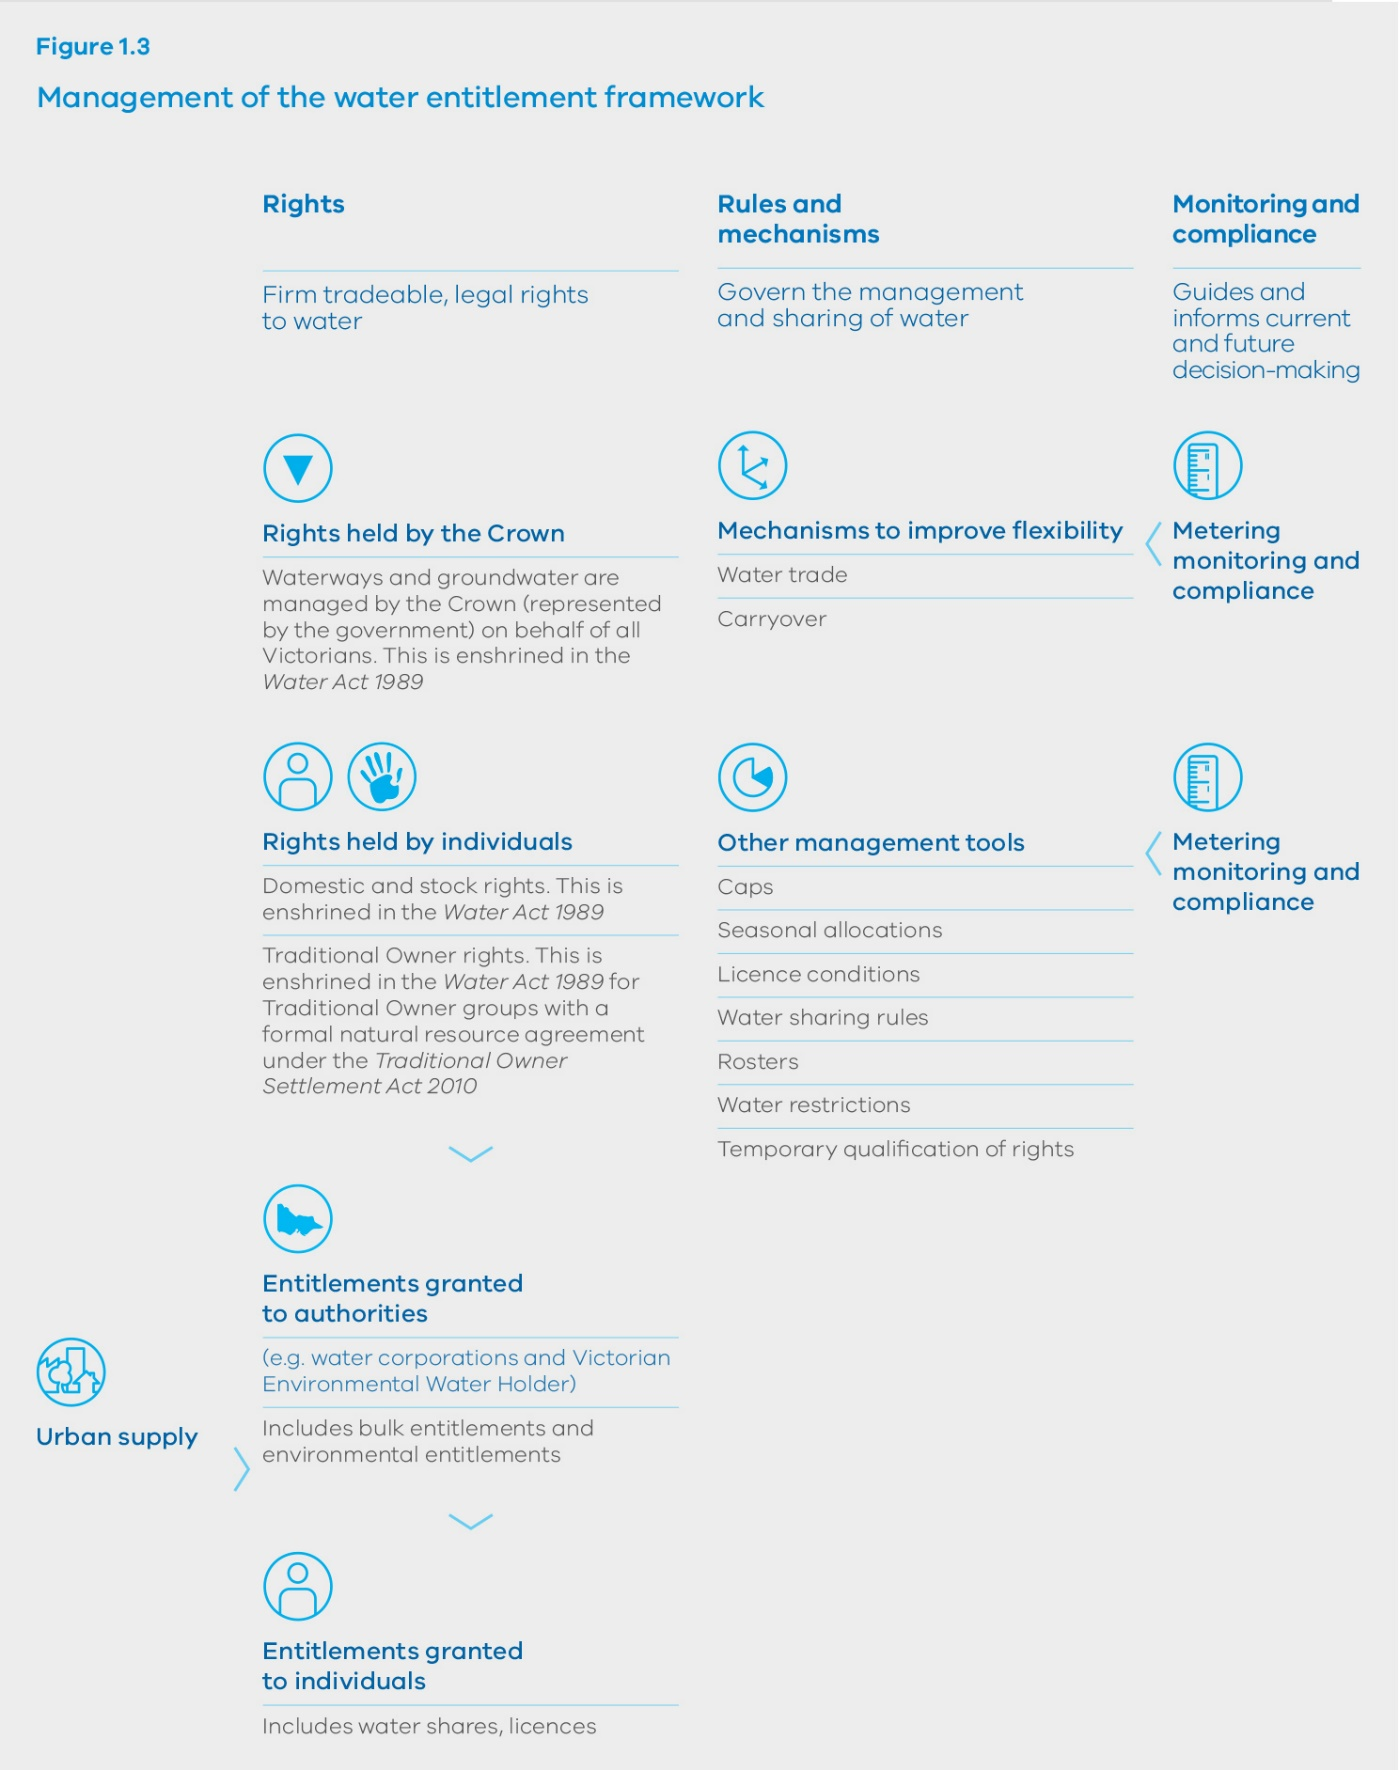 Figure 1.3
Management of the water entitlement framework
Rights
Firm tradeable, legal rights
to water
Rights held by the Crown
Waterways and groundwater are
managed by the Crown (represented
by the government) on behalf of all
Victorians. This is enshrined in the
Water Act 1989
Rights held by individuals
Domestic and stock rights. This is
enshrined in the Water Act 1989
Traditional Owner rights. This is
enshrined in the Water Act 1989 for
Traditional Owner groups with a
formal natural resource agreement
under the Traditional Owner
Settlement Act 2010
Entitlements granted
to authorities
(e.g. water corporations and Victorian
Environmental Water Holder)
Includes bulk entitlements and
environmental entitlements
Urban supply
Entitlements granted
to individuals
Includes water shares, licences
Rules and
mechanisms
Govern the management
and sharing of water
Mechanisms to improve flexibility
Water trade
Carryover
Other management tools
Caps
Seasonal allocations
Licence conditions
Water sharing rules
Rosters
Water restrictions
Temporary qualification of rights
Monitoring and
compliance
Guides and
informs current
and future
decision-making
Metering
monitoring and
compliance
Metering
monitoring and
compliance